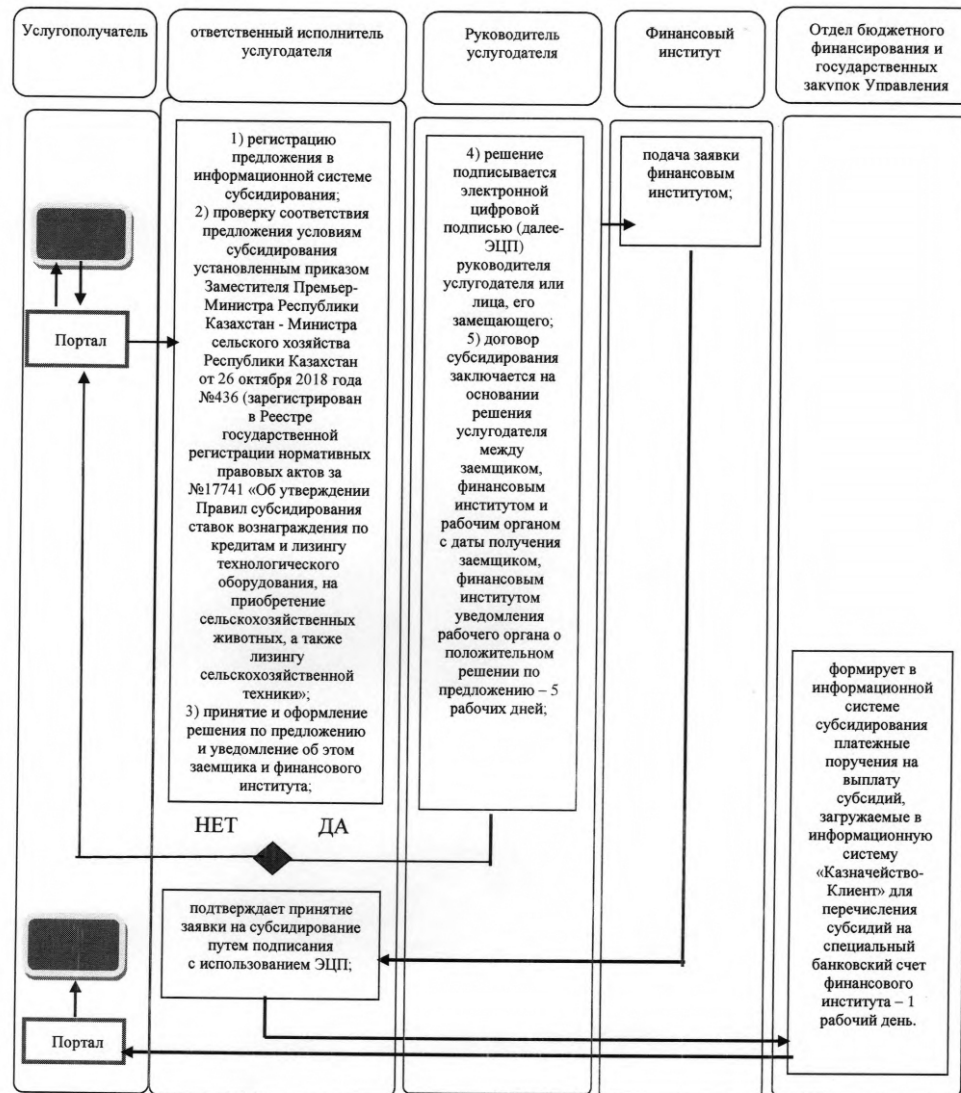 Услугополучатель
ответственный исполнитель
услугодателя
Руководитель
услугодателя
Финансовый
институт
Отдел бюджетного
финансирования и
государственных
закупок Управления
Портал
1) регистрацию
предложения в
информационной системе
субсидирования;
2) проверку соответствия
предложения условиям
субсидирования
установленным приказом
Заместителя Премьер-
Министра Республики
Казахстан - Министра
сельского хозяйства
Республики Казахстан
от 26 октября 2018 года
№436 (зарегистрирован
в Реестре
государственной
регистрации нормативных
правовых актов за
№17741 «Об утверждении
Правил субсидирования
ставок вознаграждения по
кредитам и лизингу
технологического
оборудования, на
приобретение
сельскохозяйственных
животных, а также
лизингу
сельскохозяйственной
техники»;
3) принятие и оформление
решения по предложению
и уведомление об этом
заемщика и финансового
института;
4) решение
подписывается
электронной
цифровой
подписью (далее-
ЭЦП)
руководителя
услугодателя или
лица, его
замещающего;
5) договор
субсидирования
заключается на
основании
решения
услугодателя
между
заемщиком,
финансовым
институтом и
рабочим органом
с даты получения
заемщиком,
финансовым
институтом
уведомления
рабочего органа о
положительном
решении по
предложению – 5
рабочих дней;
подача заявки
финансовым
институтом;
формирует в
информационной
системе
субсидирования
платежные
поручения на
выплату
субсидий,
загружаемые в
информационную
систему
«Казначейство-
Клиент» для
перечисления
субсидий на
специальный
банковский счет
финансового
института – 1
рабочий день.
НЕТ ДА
подтверждает принятие
заявки на субсидирование
путем подписания
с использованием ЭЦП;
Портал